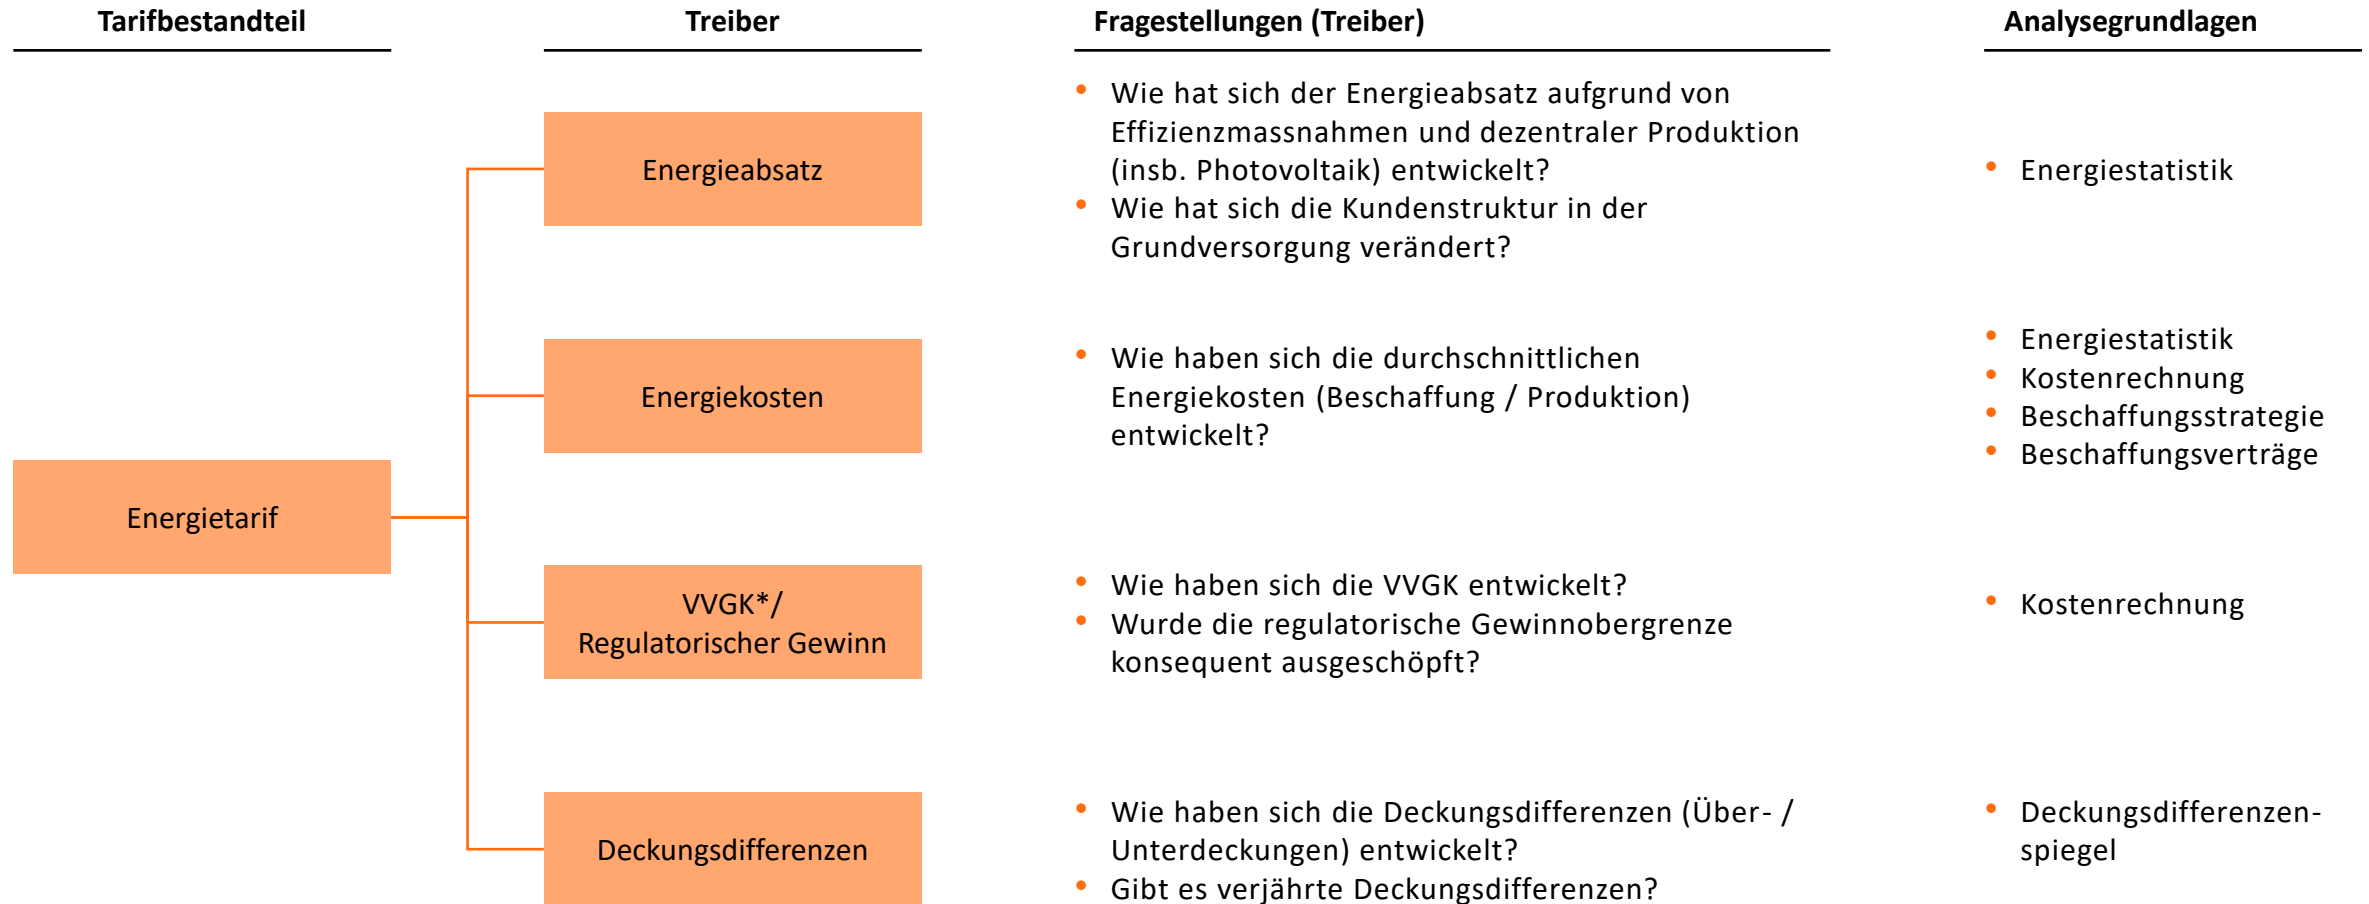 Tarifbestandteil
Treiber
Fragestellungen (Treiber)
Analysegrundlagen
Energietarif
Energieabsatz
• Wie hat sich der Energieabsatz aufgrund von
Effizienzmassnahmen und dezentraler Produktion
(insb. Photovoltaik) entwickelt?
• Wie hat sich die Kundenstruktur in der
Grundversorgung verändert?
• Energiestatistik
Energiekosten
• Wie haben sich die durchschnittlichen
Energiekosten (Beschaffung / Produktion)
entwickelt?
• Energiestatistik
• Kostenrechnung
• Beschaffungsstrategie
• Beschaffungsverträge
VVGK*/
Regulatorischer Gewinn
• Wie haben sich die VVGK entwickelt?
• Wurde die regulatorische Gewinnobergrenze
konsequent ausgeschöpft?
• Kostenrechnung
Deckungsdifferenzen
• Wie haben sich die Deckungsdifferenzen (Über- /
Unterdeckungen) entwickelt?
• Gibt es verjährte Deckungsdifferenzen?
• Deckungsdifferenzen-
spiegel